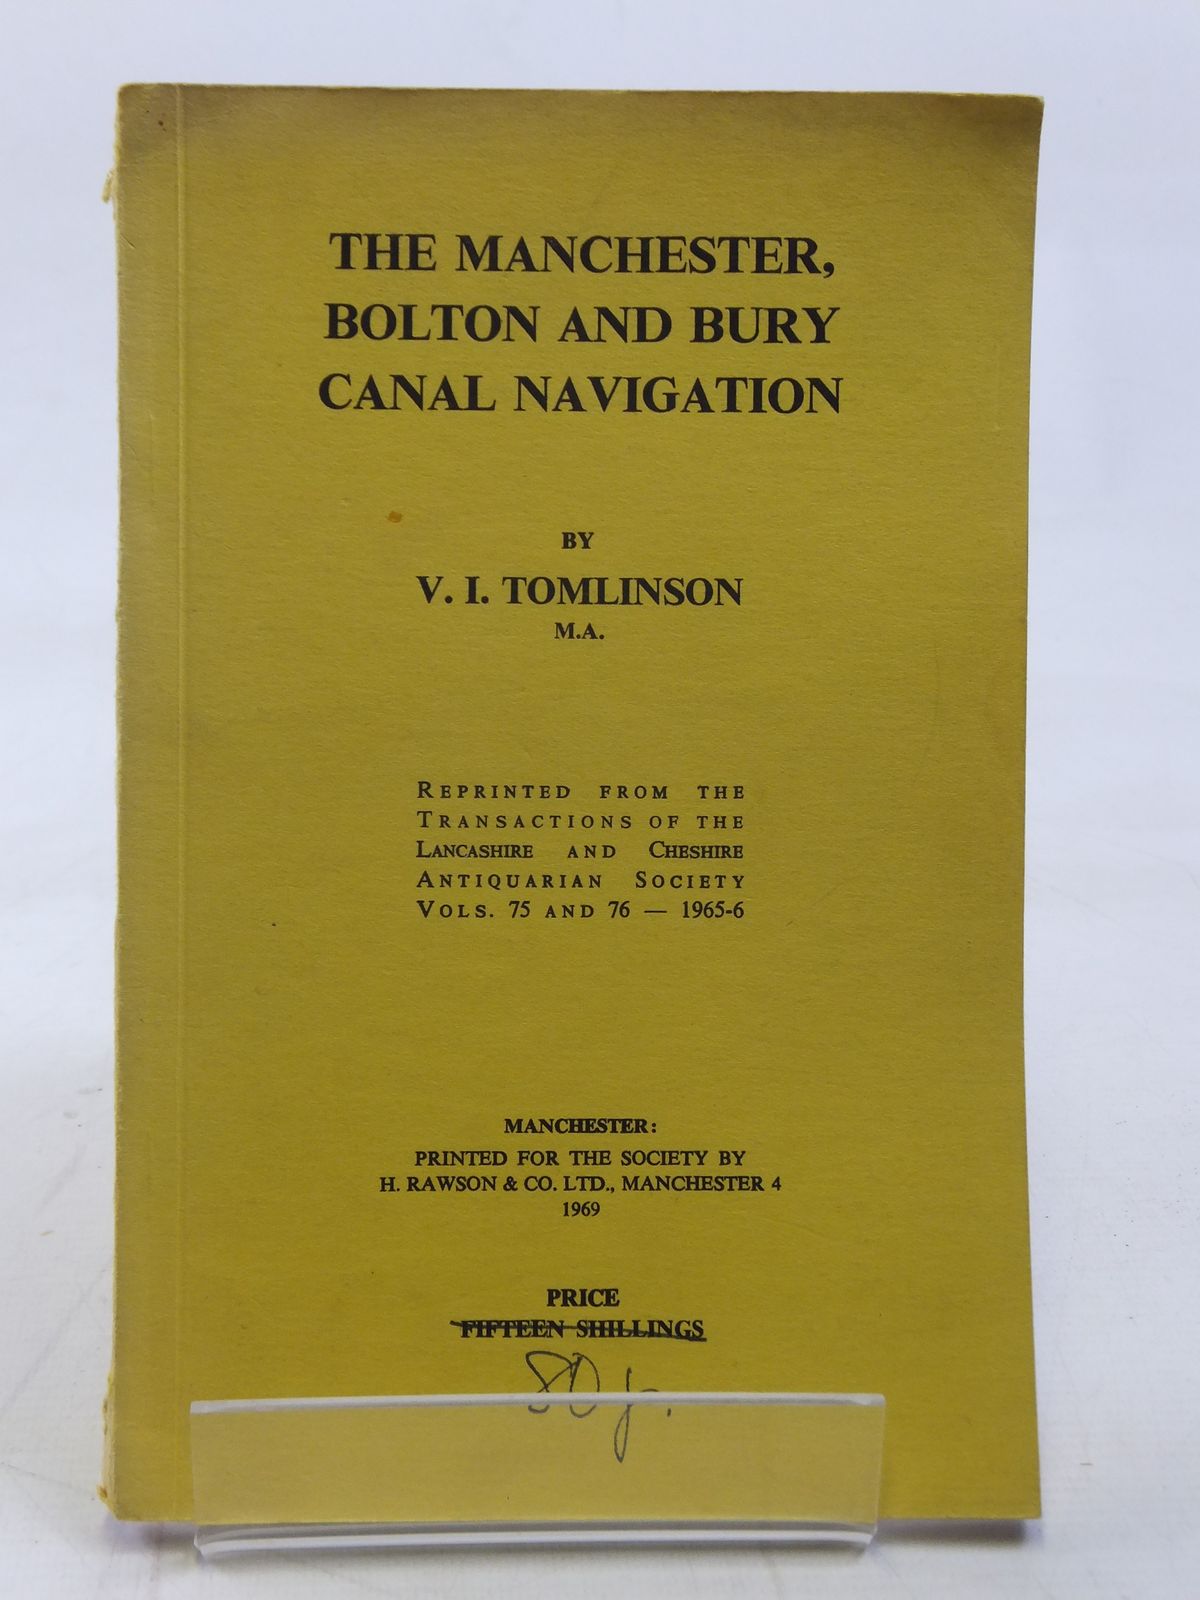 THE MANCHESTER,
BOLTON AND BURY
CANAL NAVIGATION
BY
V. I. TOMLINSON
M.A.
REPRINTED FROM THE
TRANSACTIONS OF THE
LANCASHIRE AND CHESHIRE
ANTIQUARIAN SOCIETY
VOLS. 75 AND 76 — 1965-6
MANCHESTER:
PRINTED FOR THE SOCIETY BY
H. RAWSON & CO. LTD., MANCHESTER 4
1969
PRICE
FIFTEEN SHILLINGS
80p.